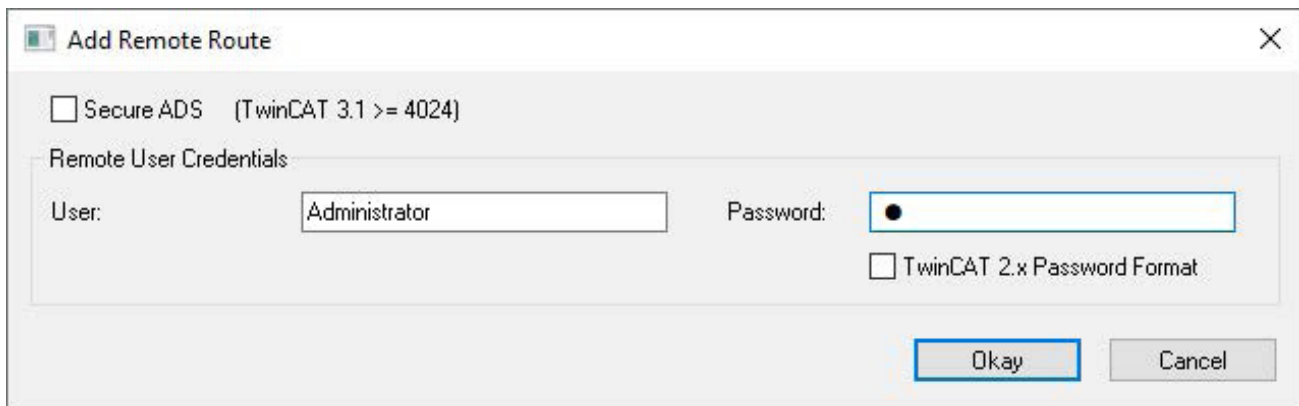 Add Remote Route
Secure ADS (TwinCAT 3.1 >= 4024)
Remote User Credentials
User: Administrator Password: ●
TwinCAT 2.x Password Format
Okay Cancel